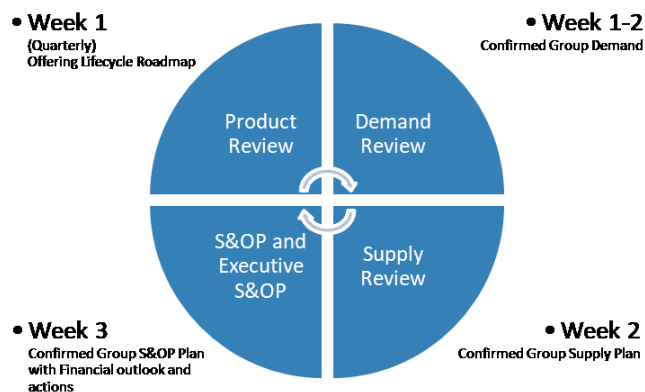 • Week 1
(Quarterly)
Offering Lifecycle Roadmap
• Week 1-2
Confirmed Group Demand
Product
Review
Demand
Review
S&OP and
Executive
S&OP
Supply
Review
• Week 3
Confirmed Group S&OP Plan
with Financial outlook and
actions
• Week 2
Confirmed Group Supply Plan